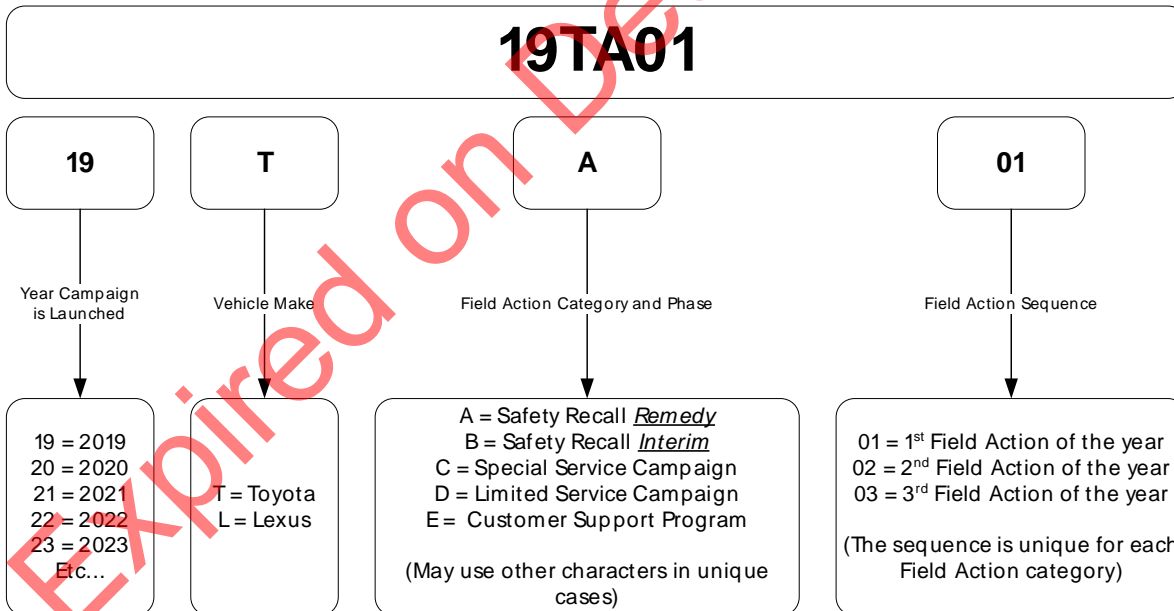 19TA01
19
T
A
01
Year Campaign
is Launched
Vehicle Make
Field Action Category and Phase
Field Action Sequence
19 = 2019
20 = 2020
21 = 2021
22 = 2022
23 = 2023
Etc...
T = Toyota
L = Lexus
A = Safety Recall Remedy
B = Safety Recall Interim
C = Special Service Campaign
D = Limited Service Campaign
E = Customer Support Program
(May use other characters in unique
cases)
01 = 1st Field Action of the year
02 = 2nd Field Action of the year
03 = 3rd Field Action of the year
(The sequence is unique for each
Field Action category)
Expired on De